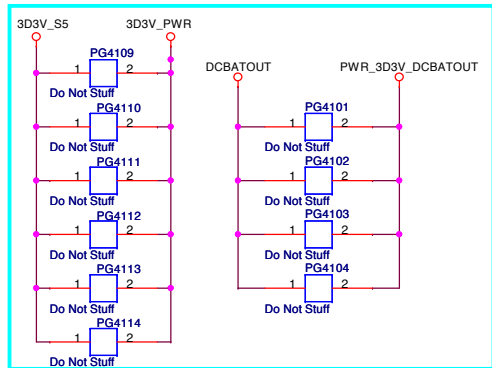 3D3V_S5 3D3V_PWR
PG4109
1 2
Do Not Stuff
PG4110
1 2
Do Not Stuff
PG4111
1 2
Do Not Stuff
PG4112
1 2
Do Not Stuff
PG4113
1 2
Do Not Stuff
PG4114
1 2
Do Not Stuff
DCBATOUT PWR_3D3V_DCBATOUT
PG4101
1 2
Do Not Stuff
PG4102
1 2
Do Not Stuff
PG4103
1 2
Do Not Stuff
PG4104
1 2
Do Not Stuff